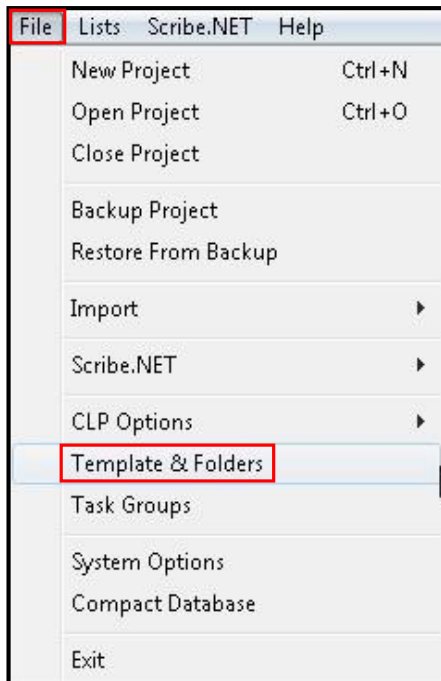 File Lists Scribe.NET Help
New Project Ctrl+N
Open Project Ctrl+O
Close Project
Backup Project
Restore From Backup
Import
Scribe.NET
CLP Options
Template & Folders
Task Groups
System Options
Compact Database
Exit